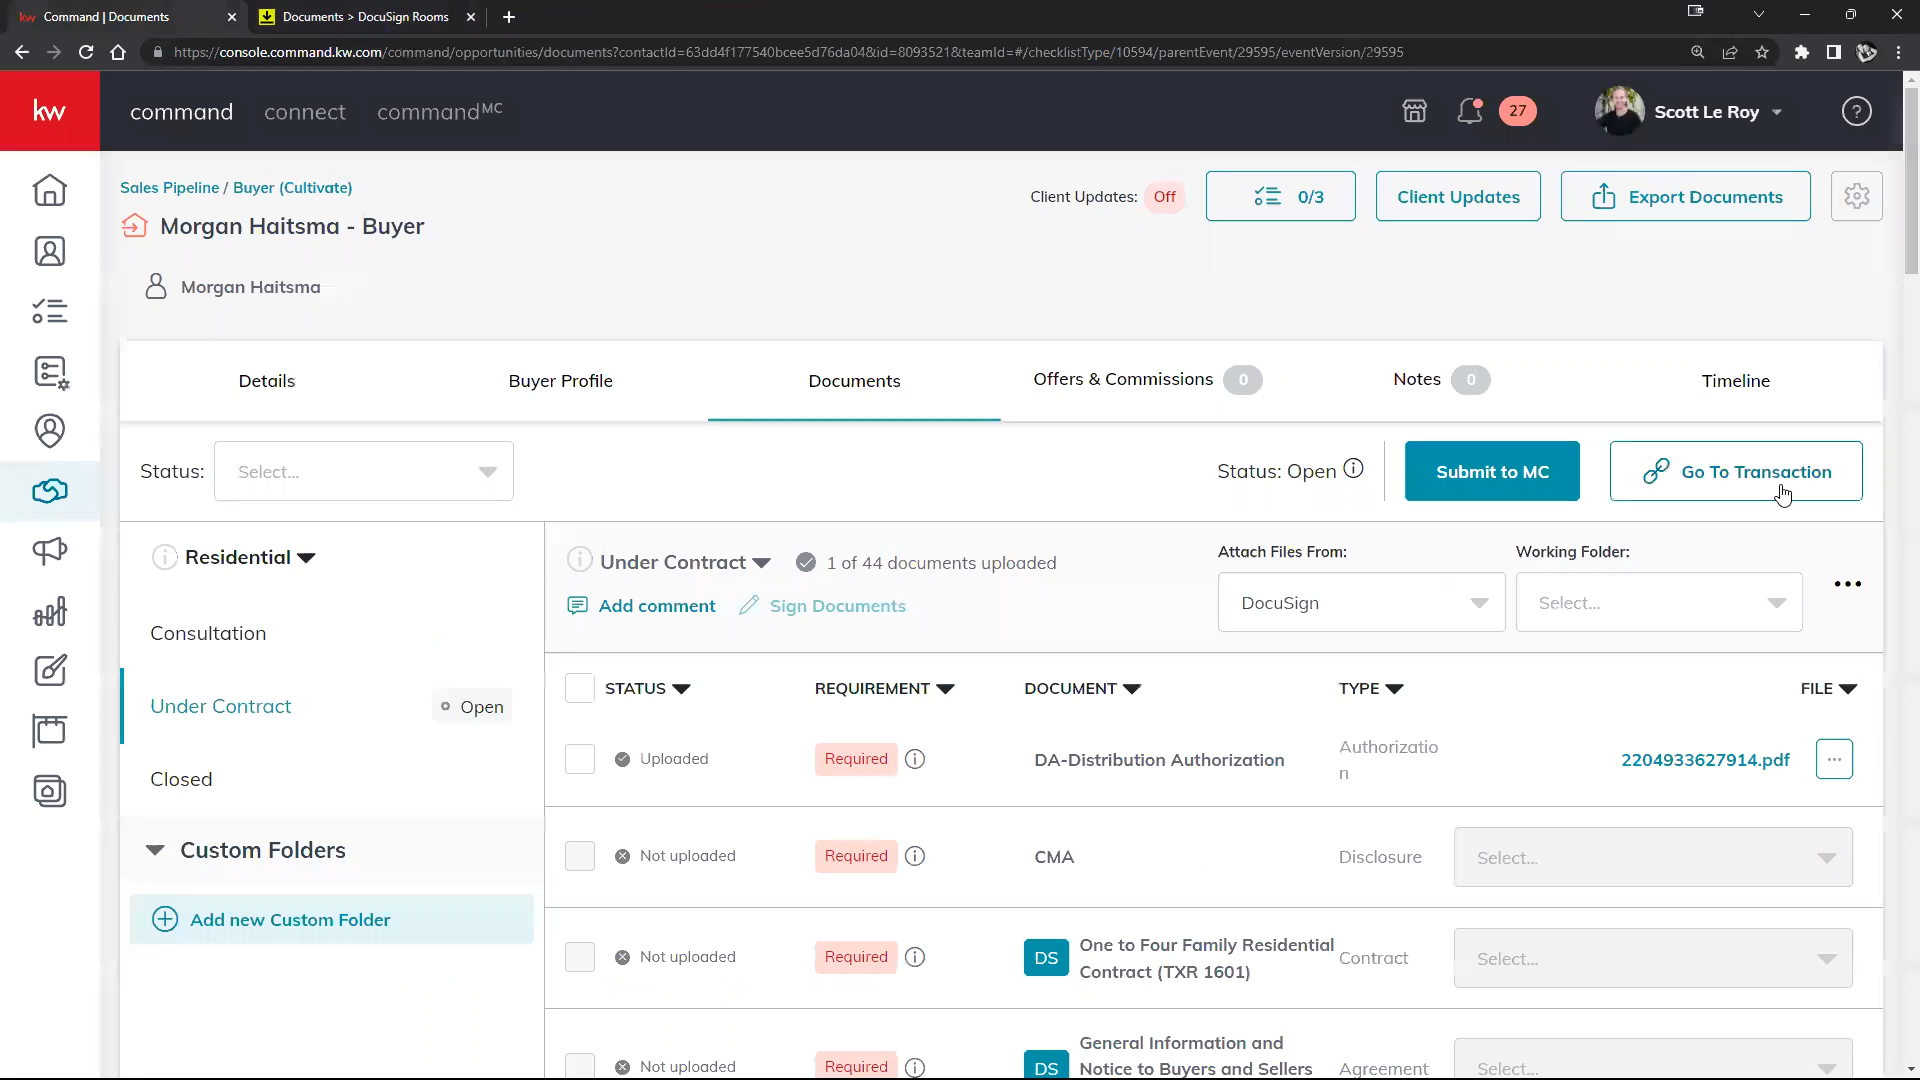 kw Command | Documents
Documents > DocuSign Rooms
https://console.command.kw.com/command/opportunities/documents?contactId=63dd4f177540bcee5d76da04&id=8093521&teamId=#/checklistType/10594/parentEvent/29595/eventVersion/29595
kw
command
connect
commandMC
27
Scott Le Roy
Sales Pipeline / Buyer (Cultivate)
Client Updates: Off
0/3
Client Updates
Export Documents
Morgan Haitsma - Buyer
Morgan Haitsma
Details
Buyer Profile
Documents
Offers & Commissions 0
Notes 0
Timeline
Status:
Select...
Status: Open
Submit to MC
Go To Transaction
Residential
Consultation
Under Contract
Open
Closed
Custom Folders
Add new Custom Folder
Under Contract
1 of 44 documents uploaded
Add comment
Sign Documents
Attach Files From:
DocuSign
Working Folder:
Select...
STATUS
REQUIREMENT
DOCUMENT
TYPE
FILE
Uploaded
Required
DA-Distribution Authorization
Authorizatio
n
2204933627914.pdf
Not uploaded
Required
CMA
Disclosure
Select...
Not uploaded
Required
DS
One to Four Family Residential
Contract (TXR 1601)
Contract
Select...
Not uploaded
Required
DS
General Information and
Notice to Buyers and Sellers
Agreement
Select...